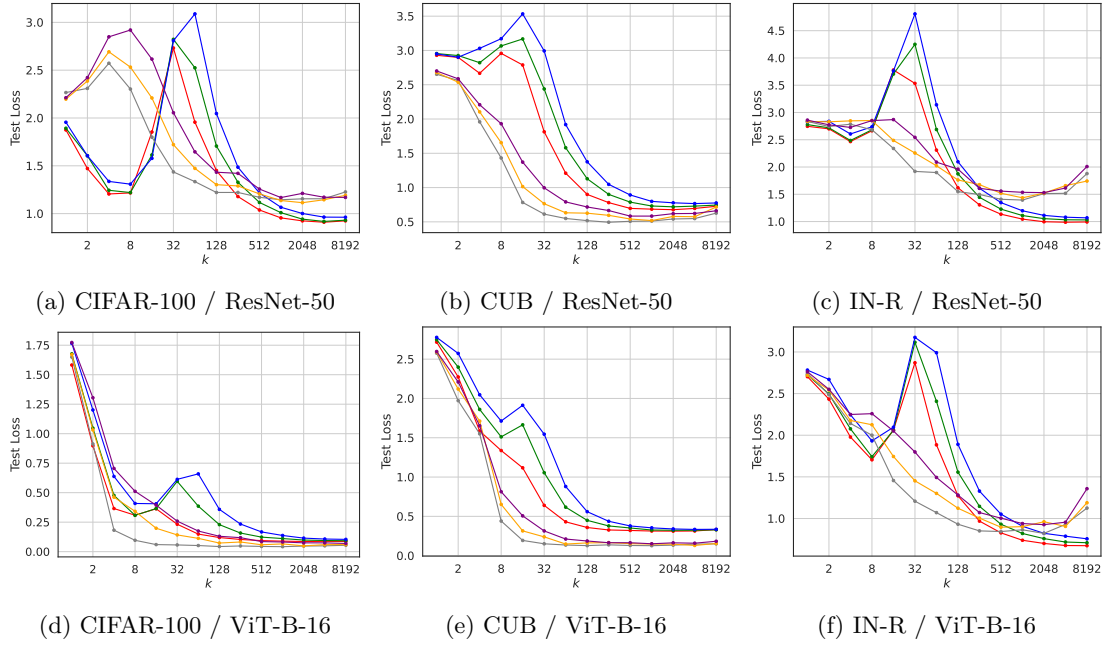 3.0
2.5
2.0
1.5
1.0
Test Loss
2 8 32 128 512 2048 8192
k
3.5
3.0
2.5
2.0
1.5
1.0
0.5
Test Loss
2 8 32 128 512 2048 8192
k
4.5
4.0
3.5
3.0
2.5
2.0
1.5
1.0
Test Loss
2 8 32 128 512 2048 8192
k
(a) CIFAR-100 / ResNet-50
(b) CUB / ResNet-50
(c) IN-R / ResNet-50
1.75
1.50
1.25
1.00
0.75
0.50
0.25
0.00
Test Loss
2 8 32 128 512 2048 8192
k
2.5
2.0
1.5
1.0
0.5
0.0
Test Loss
2 8 32 128 512 2048 8192
k
3.0
2.5
2.0
1.5
1.0
Test Loss
2 8 32 128 512 2048 8192
k
(d) CIFAR-100 / ViT-B-16
(e) CUB / ViT-B-16
(f) IN-R / ViT-B-16